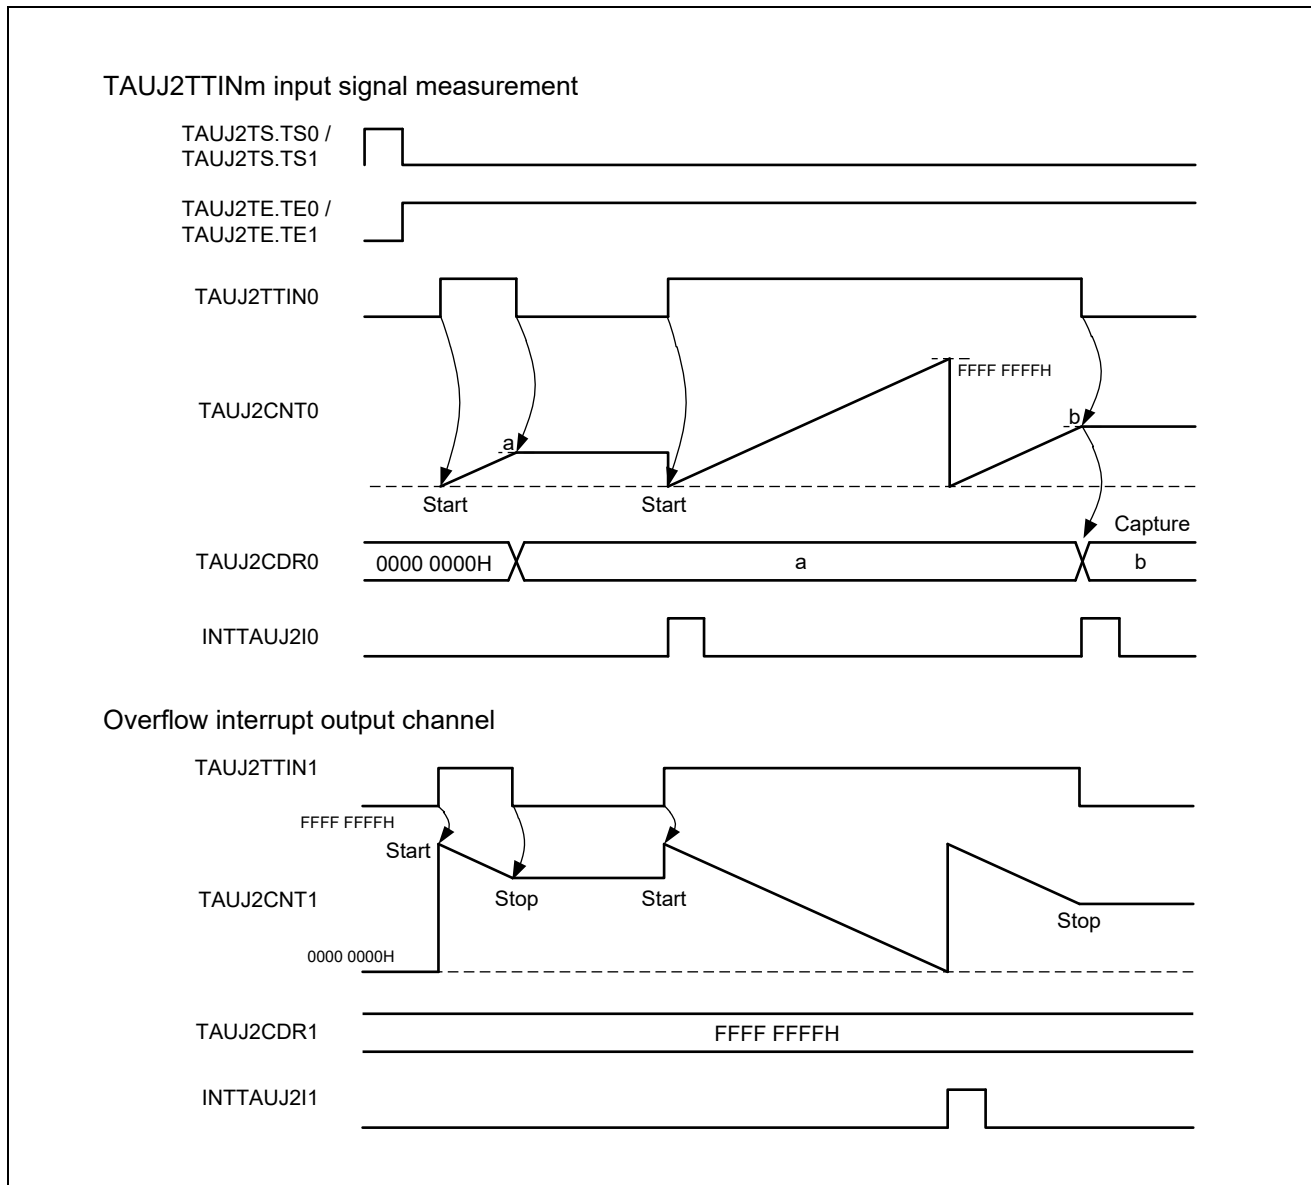 TAUJ2TTINm input signal measurement
TAUJ2TS.TS0 /
TAUJ2TS.TS1
TAUJ2TE.TE0 /
TAUJ2TE.TE1
TAUJ2TTIN0
FFFF FFFFH
TAUJ2CNT0
a
b
Start
Start
Capture
TAUJ2CDR0
0000 0000H
a
b
INTTAUJ2I0
Overflow interrupt output channel
TAUJ2TTIN1
FFFF FFFFH
Start
TAUJ2CNT1
Stop
Start
Stop
0000 0000H
TAUJ2CDR1
FFFF FFFFH
INTTAUJ2I1